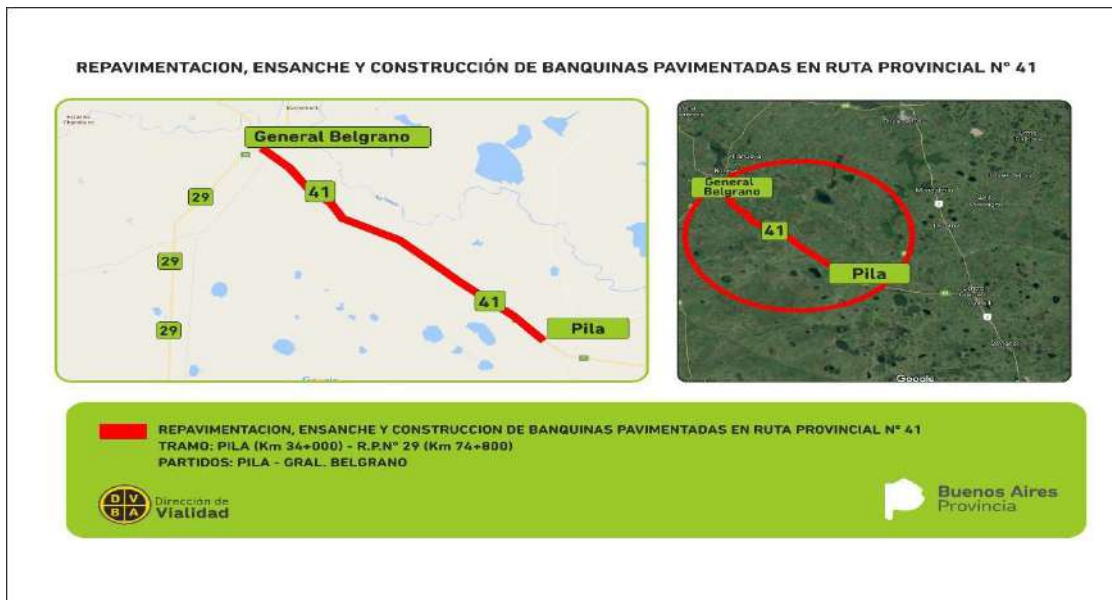 REPAVIMENTACION, ENSANCHE Y CONSTRUCCIÓN DE BANQUINAS PAVIMENTADAS EN RUTA PROVINCIAL N° 41
General Belgrano
41
29
29
29
41
Pila
Google
General
Belgrano
41
Pila
Google
REPAVIMENTACION, ENSANCHE Y CONSTRUCCION DE BANQUINAS PAVIMENTADAS EN RUTA PROVINCIAL N° 41
TRAMO: PILA (Km 34+000) - R.P.N° 29 (Km 74+800)
PARTIDOS: PILA - GRAL. BELGRANO
D V
B A
Dirección de
Vialidad
Buenos Aires
Provincia